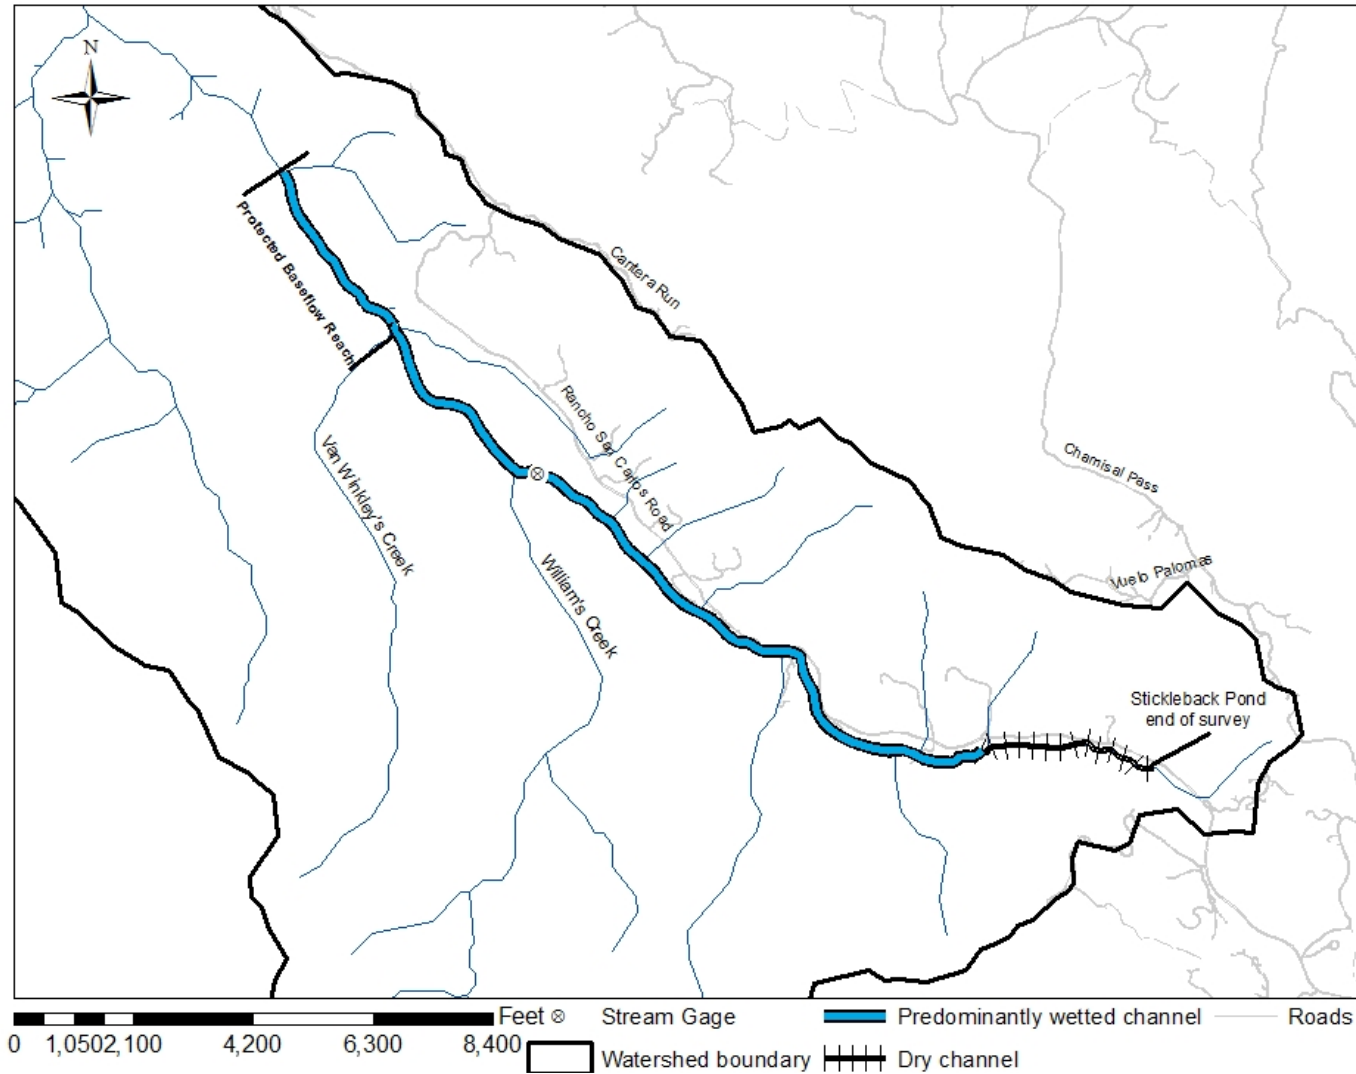 N
Protected Baseflow Reach
Cantera Run
Rancho San Carlos Road
Chamisal Pass
Vuelo Palomas
Van Winkley's Creek
William's Creek
Stickleback Pond
end of survey
Feet ⊗ Stream Gage Predominantly wetted channel Roads
0 1,050 2,100 4,200 6,300 8,400
Watershed boundary Dry channel